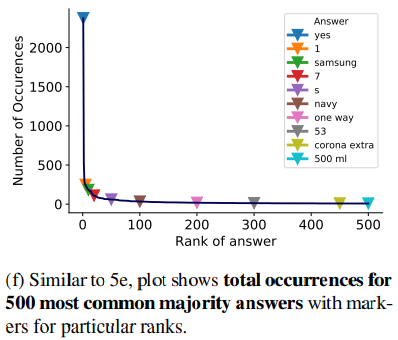 Number of Occurences
2000
1500
1000
500
0
0
100
200
300
400
500
Rank of answer
Answer
yes
1
samsung
7
s
navy
one way
53
corona extra
500 ml
(f) Similar to 5e, plot shows total occurrences for
500 most common majority answers with mark-
ers for particular ranks.